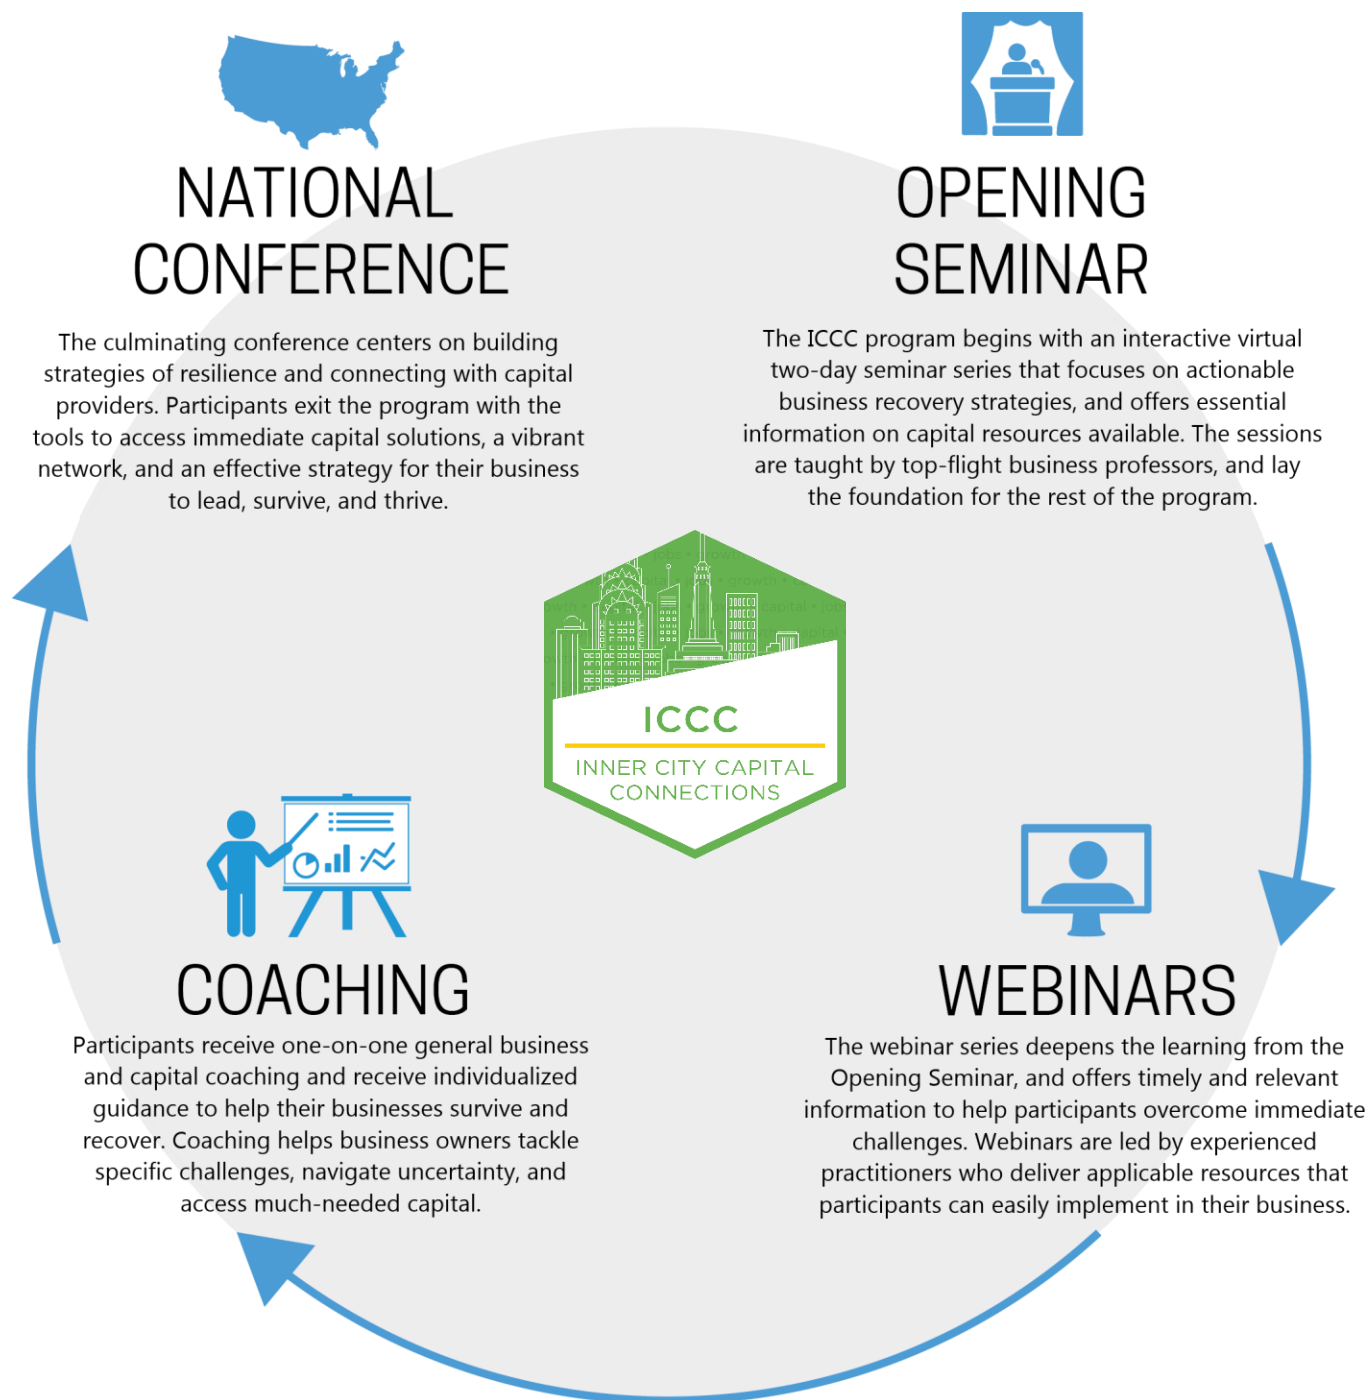 NATIONAL
CONFERENCE
The culminating conference centers on building
strategies of resilience and connecting with capital
providers. Participants exit the program with the
tools to access immediate capital solutions, a vibrant
network, and an effective strategy for their business
to lead, survive, and thrive.
OPENING
SEMINAR
The ICCC program begins with an interactive virtual
two-day seminar series that focuses on actionable
business recovery strategies, and offers essential
information on capital resources available. The sessions
are taught by top-flight business professors, and lay
the foundation for the rest of the program.
jobs •
• growth •
capital • job
ICCC
INNER CITY CAPITAL
CONNECTIONS
COACHING
Participants receive one-on-one general business
and capital coaching and receive individualized
guidance to help their businesses survive and
recover. Coaching helps business owners tackle
specific challenges, navigate uncertainty, and
access much-needed capital.
WEBINARS
The webinar series deepens the learning from the
Opening Seminar, and offers timely and relevant
information to help participants overcome immediate
challenges. Webinars are led by experienced
practitioners who deliver applicable resources that
participants can easily implement in their business.